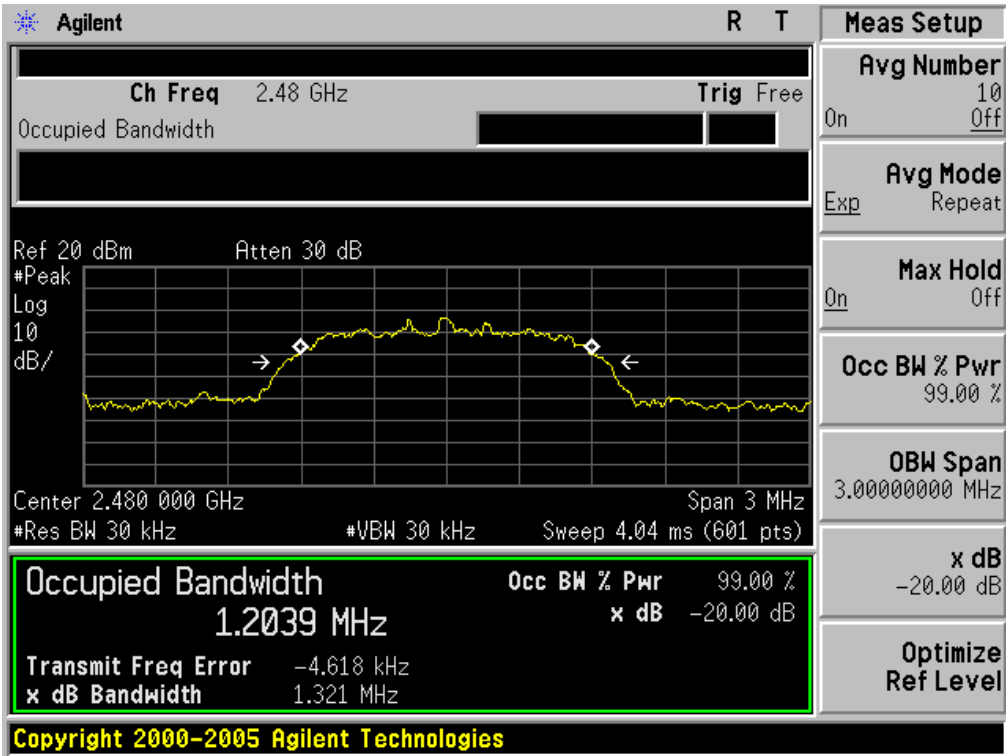 Agilent R T
Ch Freq 2.48 GHz Trig Free
Occupied Bandwidth
Ref 20 dBm Atten 30 dB
#Peak
Log
10
dB/
Center 2.480 000 GHz Span 3 MHz
#Res BW 30 kHz #VBW 30 kHz Sweep 4.04 ms (601 pts)
Occupied Bandwidth Occ BW % Pwr 99.00 %
1.2039 MHz x dB -20.00 dB
Transmit Freq Error -4.618 kHz
x dB Bandwidth 1.321 MHz
Copyright 2000-2005 Agilent Technologies
Meas Setup
Avg Number
10
On Off
Avg Mode
Exp Repeat
Max Hold
On Off
Occ BW % Pwr
99.00 %
OBW Span
3.00000000 MHz
x dB
-20.00 dB
Optimize
Ref Level